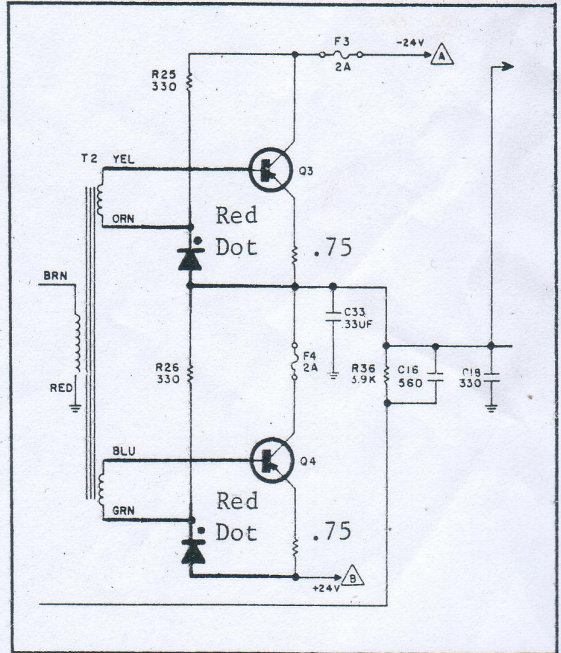 F3
2A
-24V
A
R25
330
T2 YEL
Q3
ORN
Red
Dot
.75
BRN
C33
.33UF
F4
2A
R26
330
R36
3.9K
C16
560
C18
330
RED
BLU
Q4
GRN
Red
Dot
.75
+24V
B